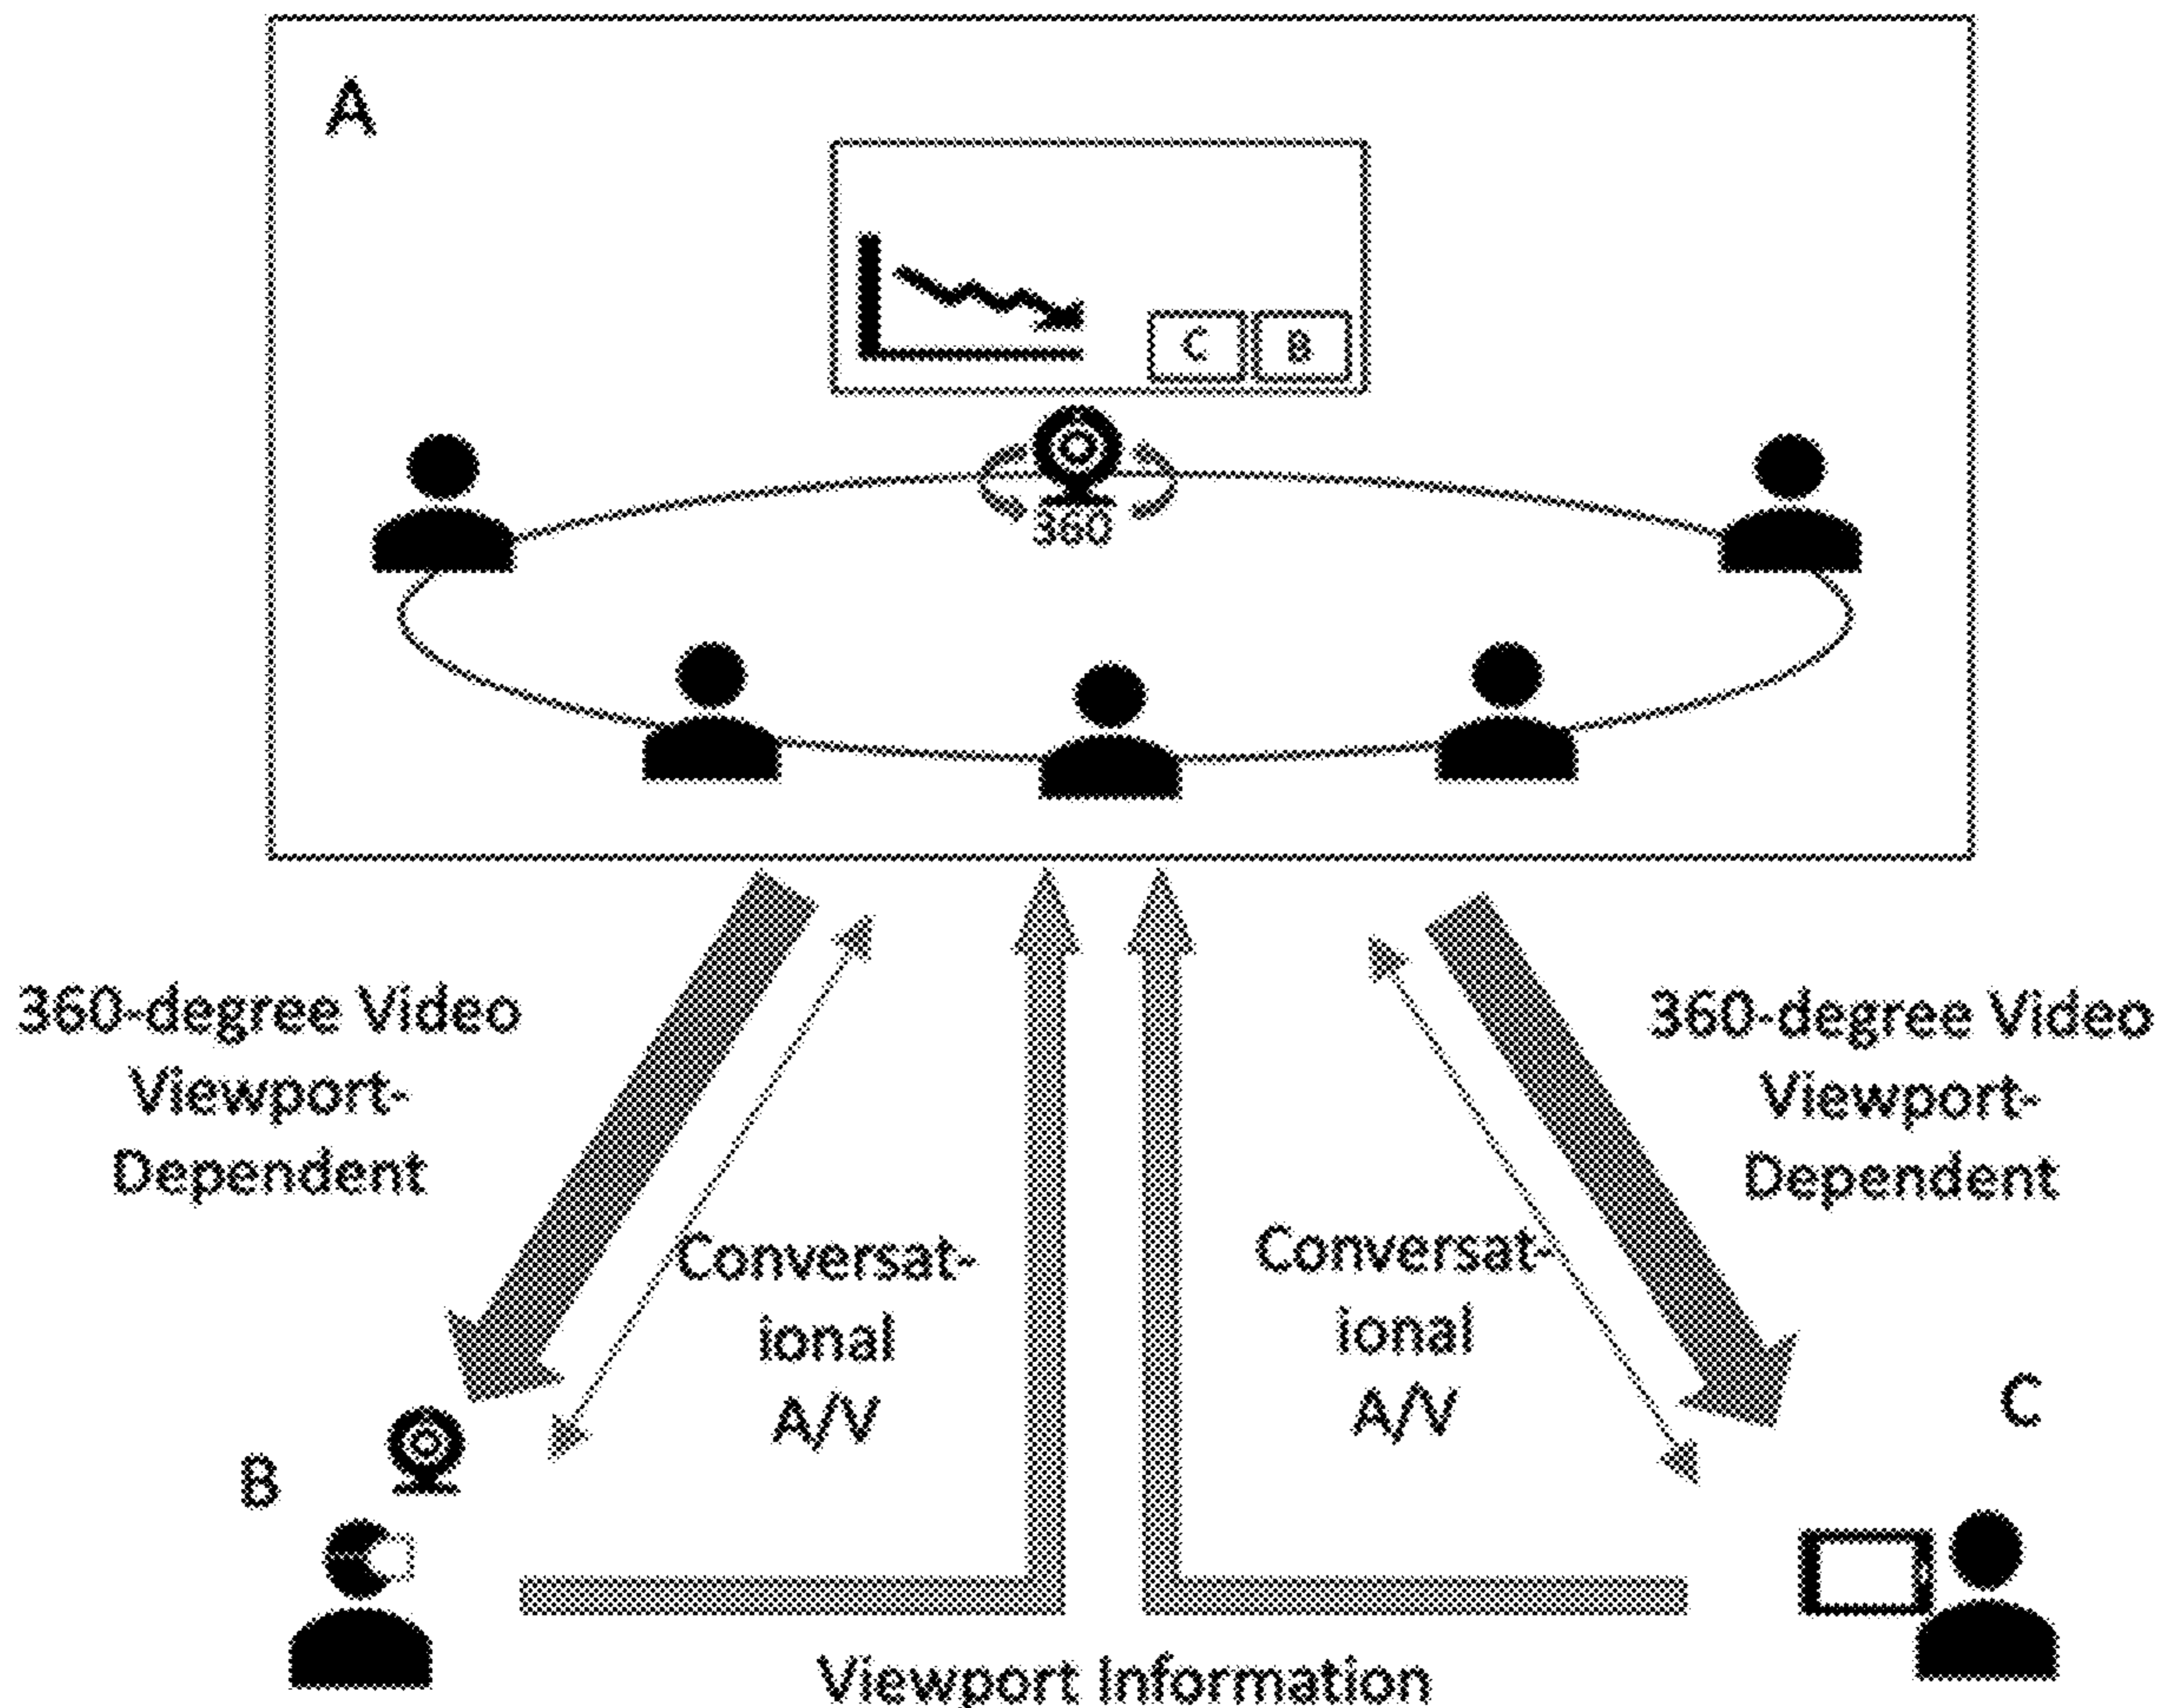 A
C B
360
360-degree Video
Viewport-
Dependent
360-degree Video
Viewport-
Dependent
Conversat-
ional
A/V
Conversat-
ional
A/V
B
C
Viewport Information